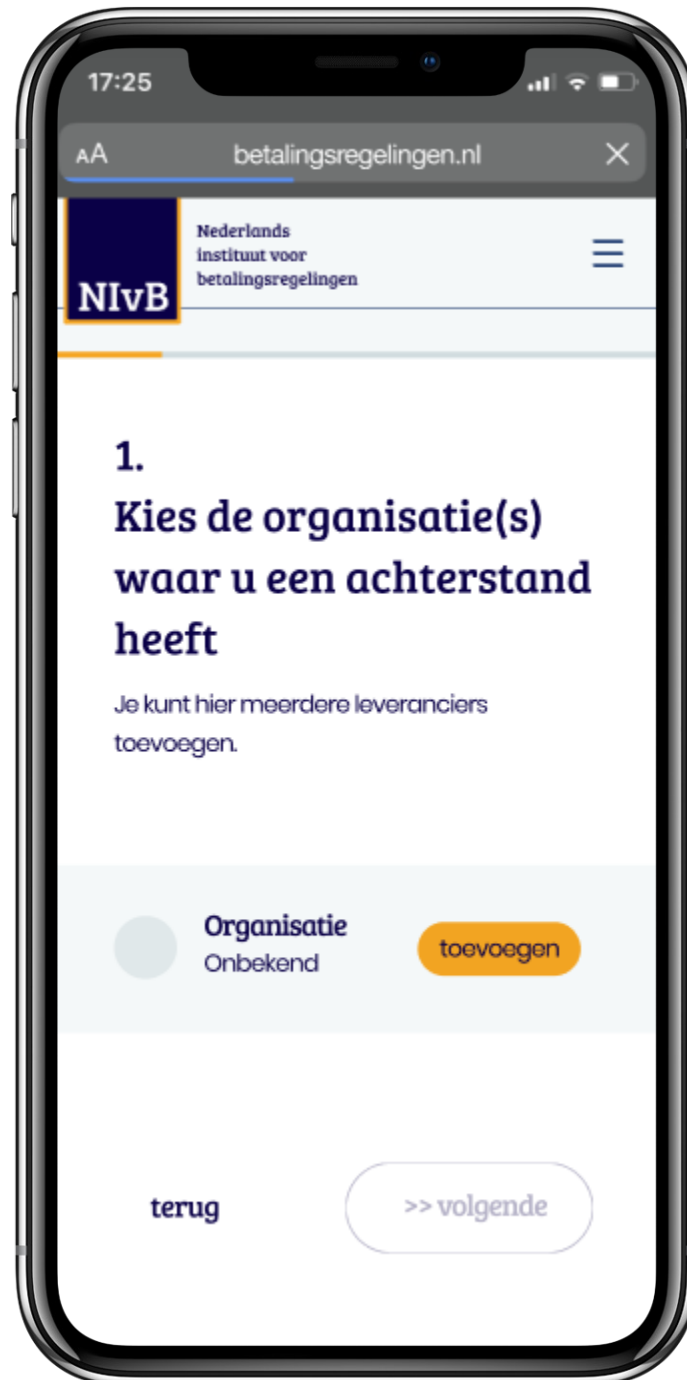 17:25
AA betalingsregelingen.nl
Nederlands
instituut voor
betalingsregelingen
NIvB
1.
Kies de organisatie(s)
waar u een achterstand
heeft
Je kunt hier meerdere leveranciers
toevoegen.
Organisatie
Onbekend
toevoegen
terug
>> volgende